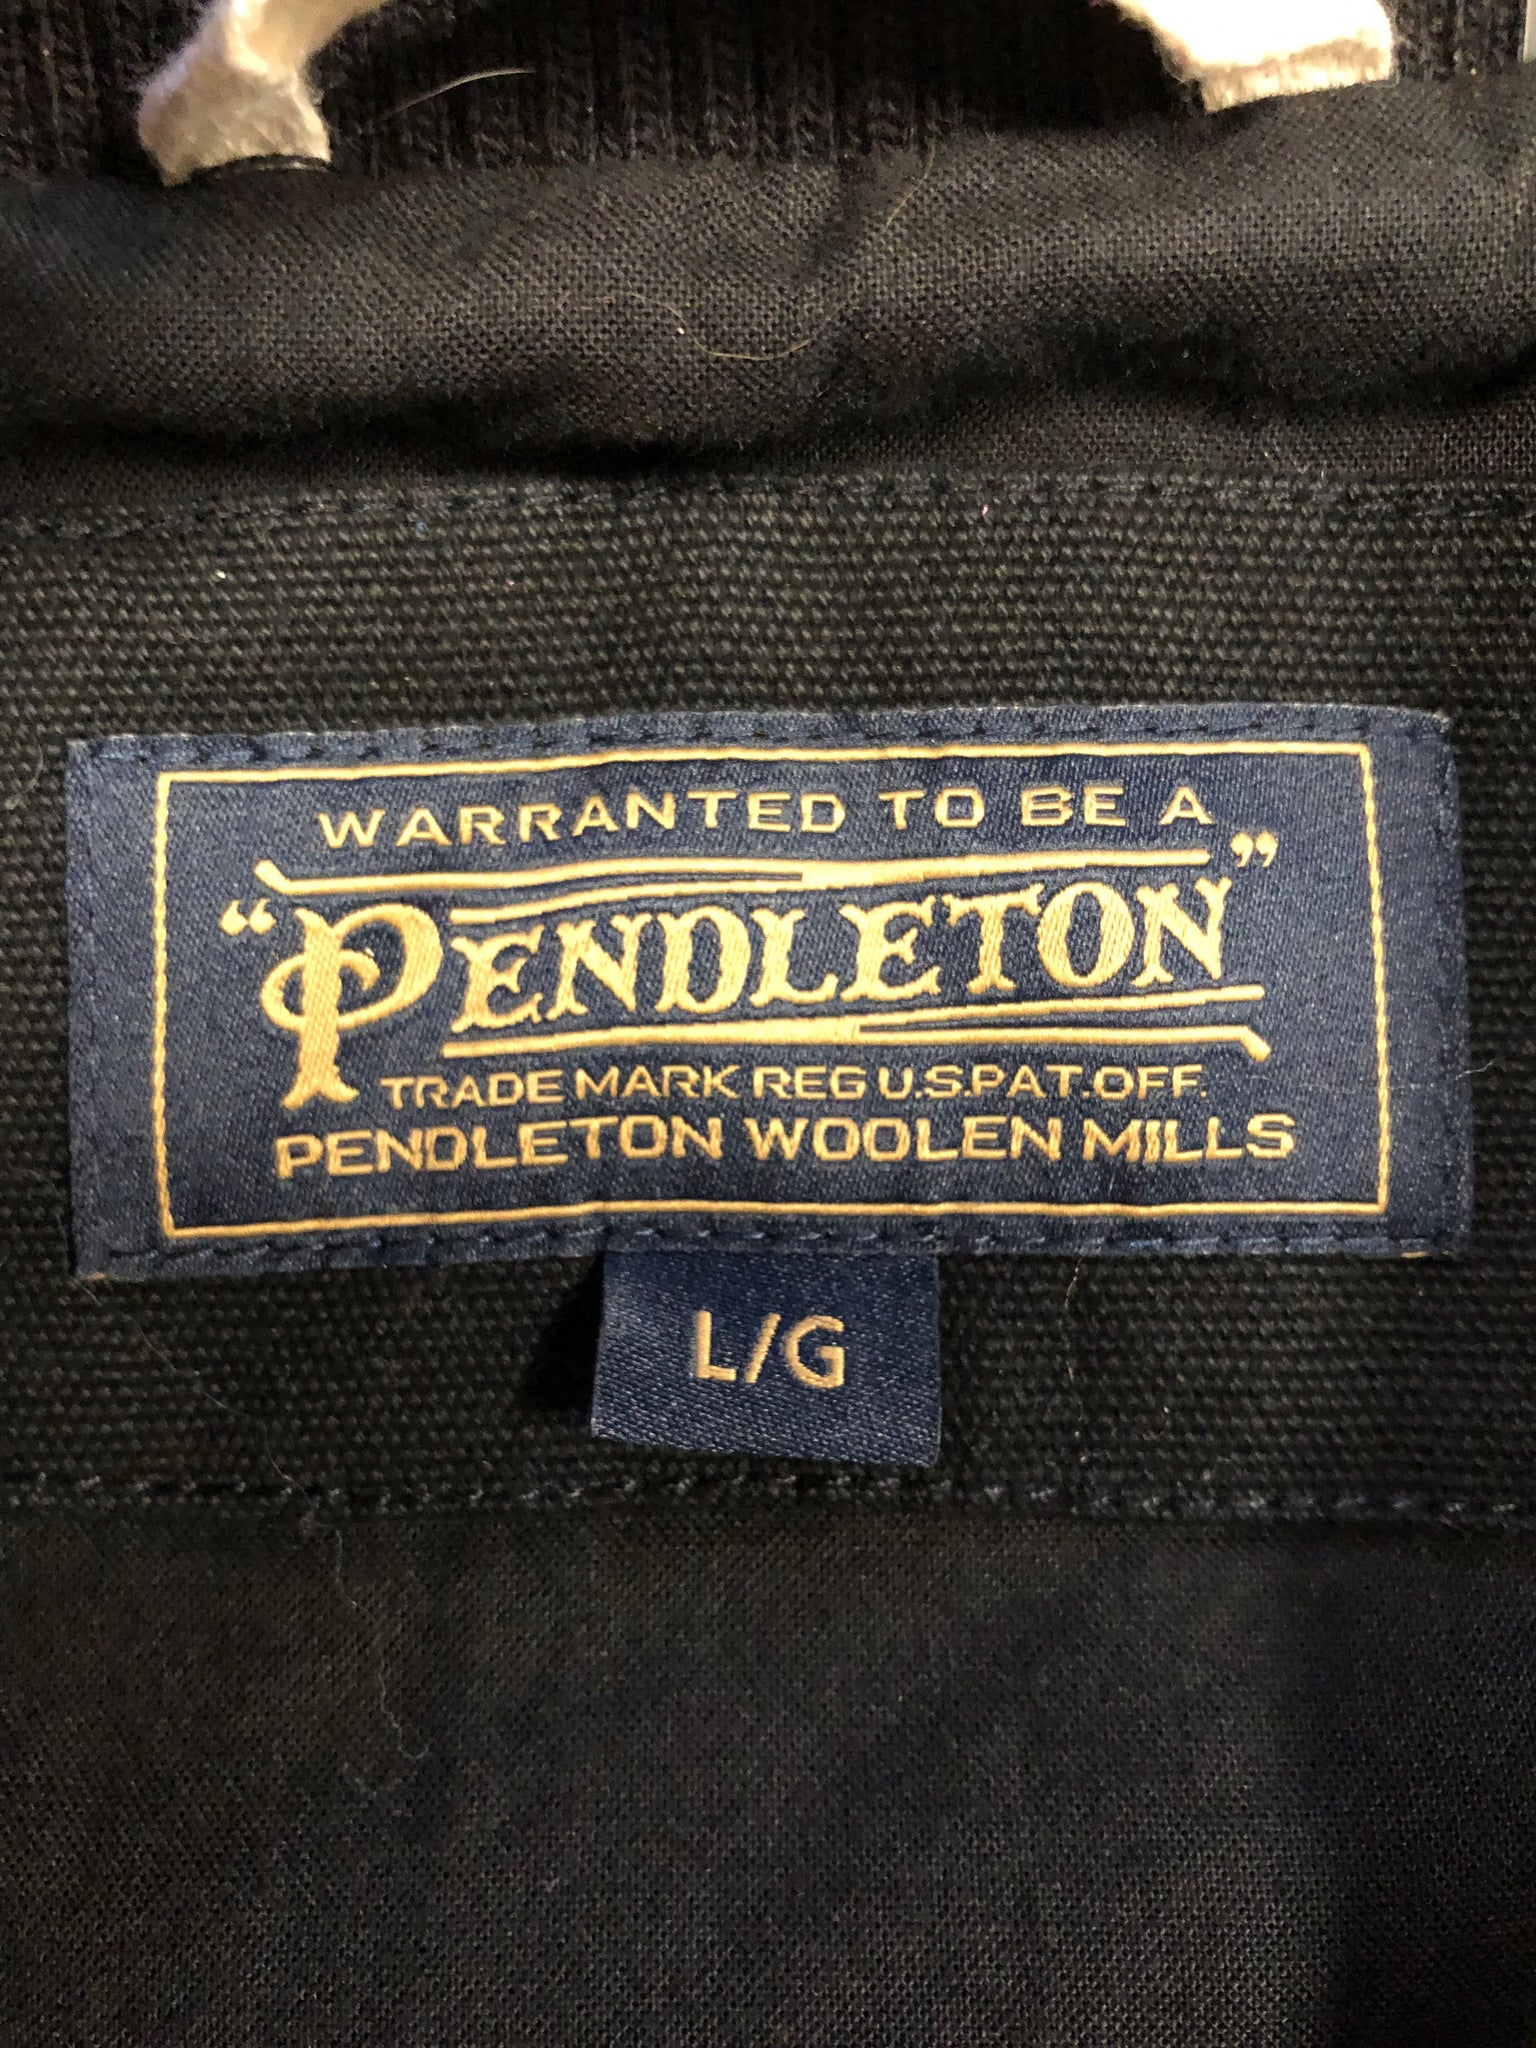 WARRANTED TO BE A
“PENDLETON”
TRADE MARK REG U.S.PAT.OFF.
PENDLETON WOOLEN MILLS
L/G